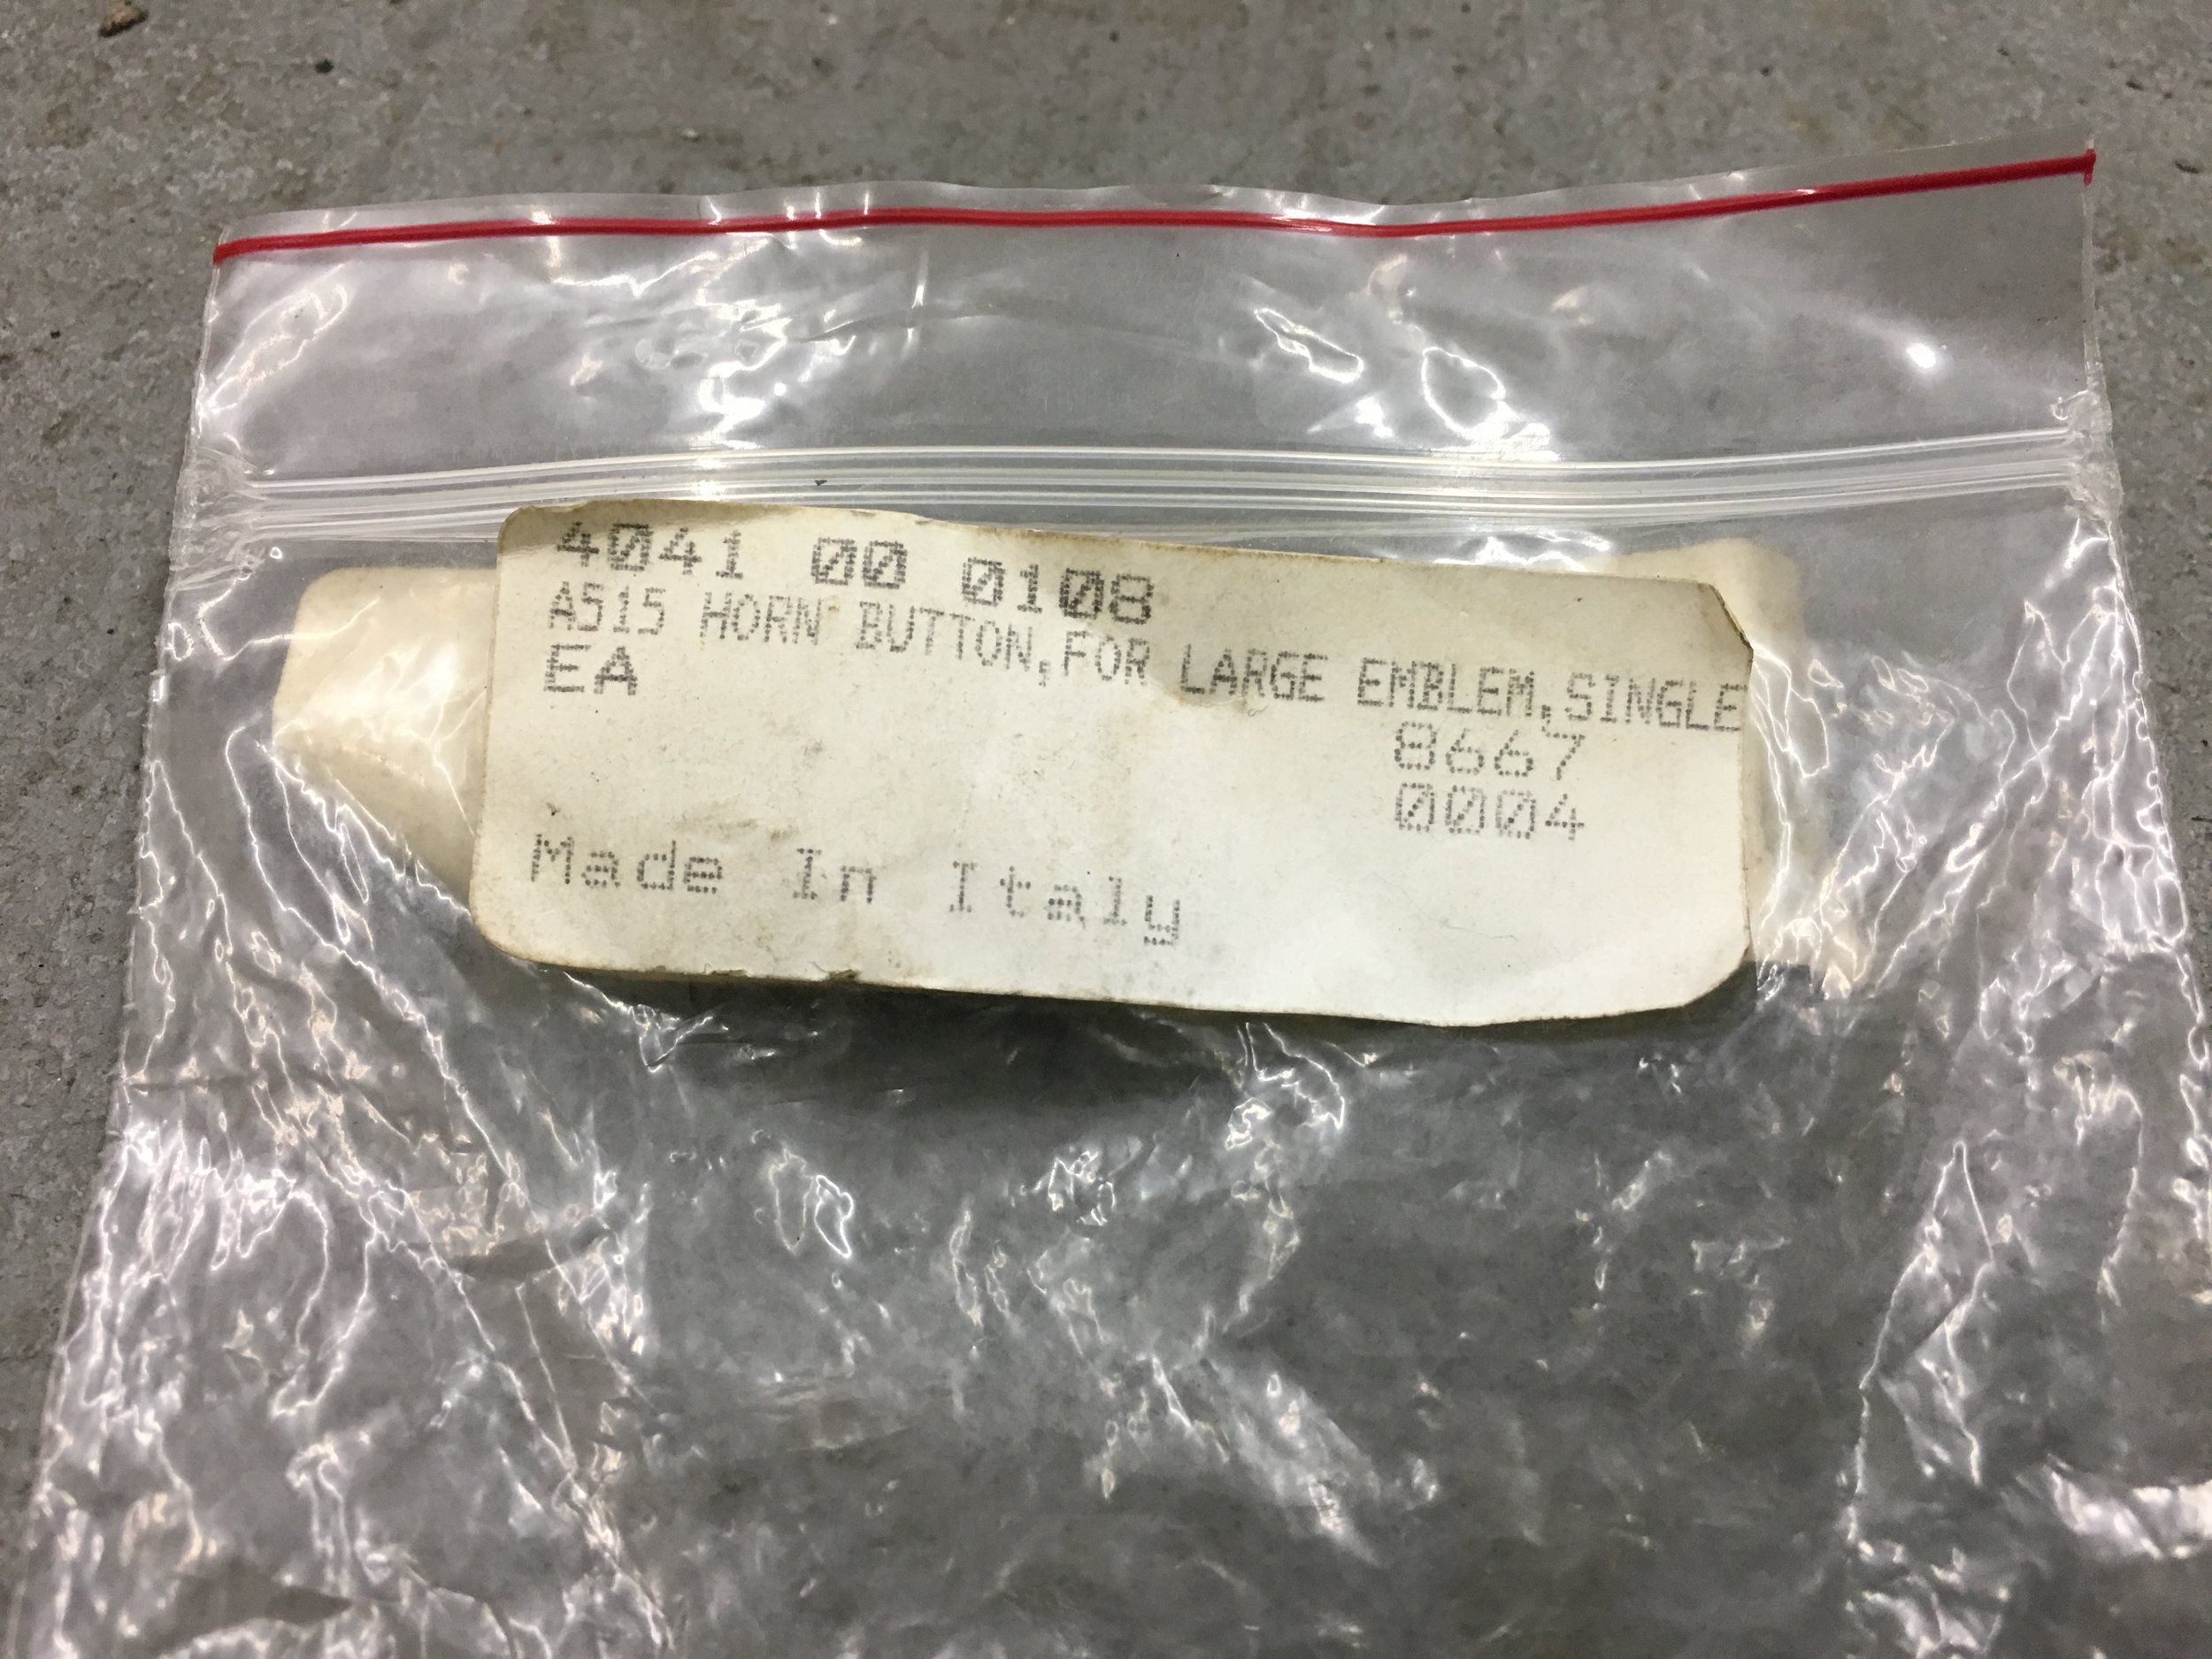 4041 00 0108
A515 HORN BUTTON,FOR LARGE EMBLEM,SINGLE
EA
8667
0004
Made In Italy